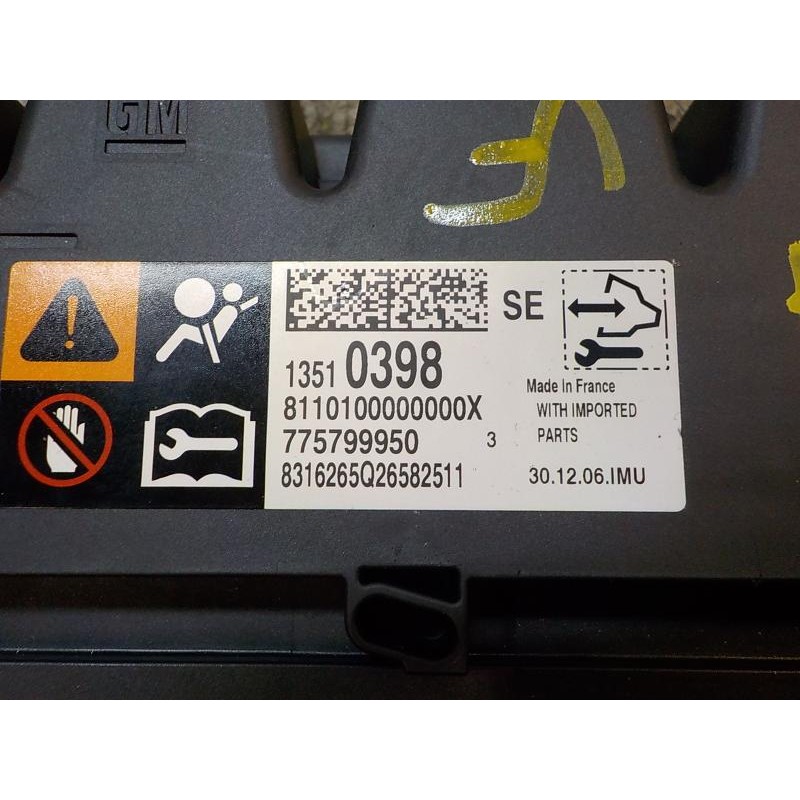 GM
SE
1351 0398
8110100000000X
775799950 3
8316265Q26582511
Made In France
WITH IMPORTED
PARTS
30.12.06.IMU